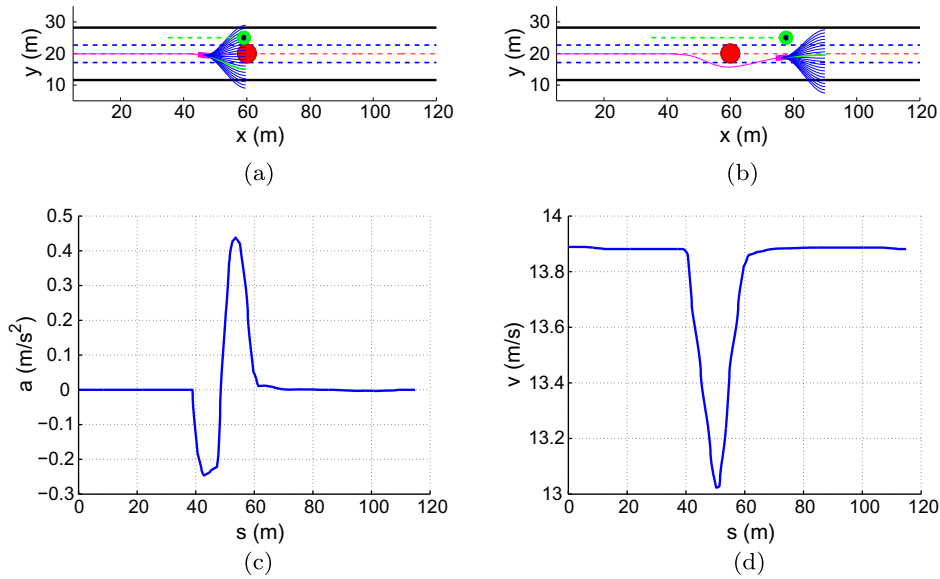 30
20
10
y (m)
20 40 60 80 100 120
x (m)
(a)
30
20
10
y (m)
20 40 60 80 100 120
x (m)
(b)
0.5
0.4
0.3
0.2
0.1
0
−0.1
−0.2
−0.3
a (m/s²)
0 20 40 60 80 100 120
s (m)
(c)
14
13.8
13.6
13.4
13.2
13
v (m/s)
0 20 40 60 80 100 120
s (m)
(d)